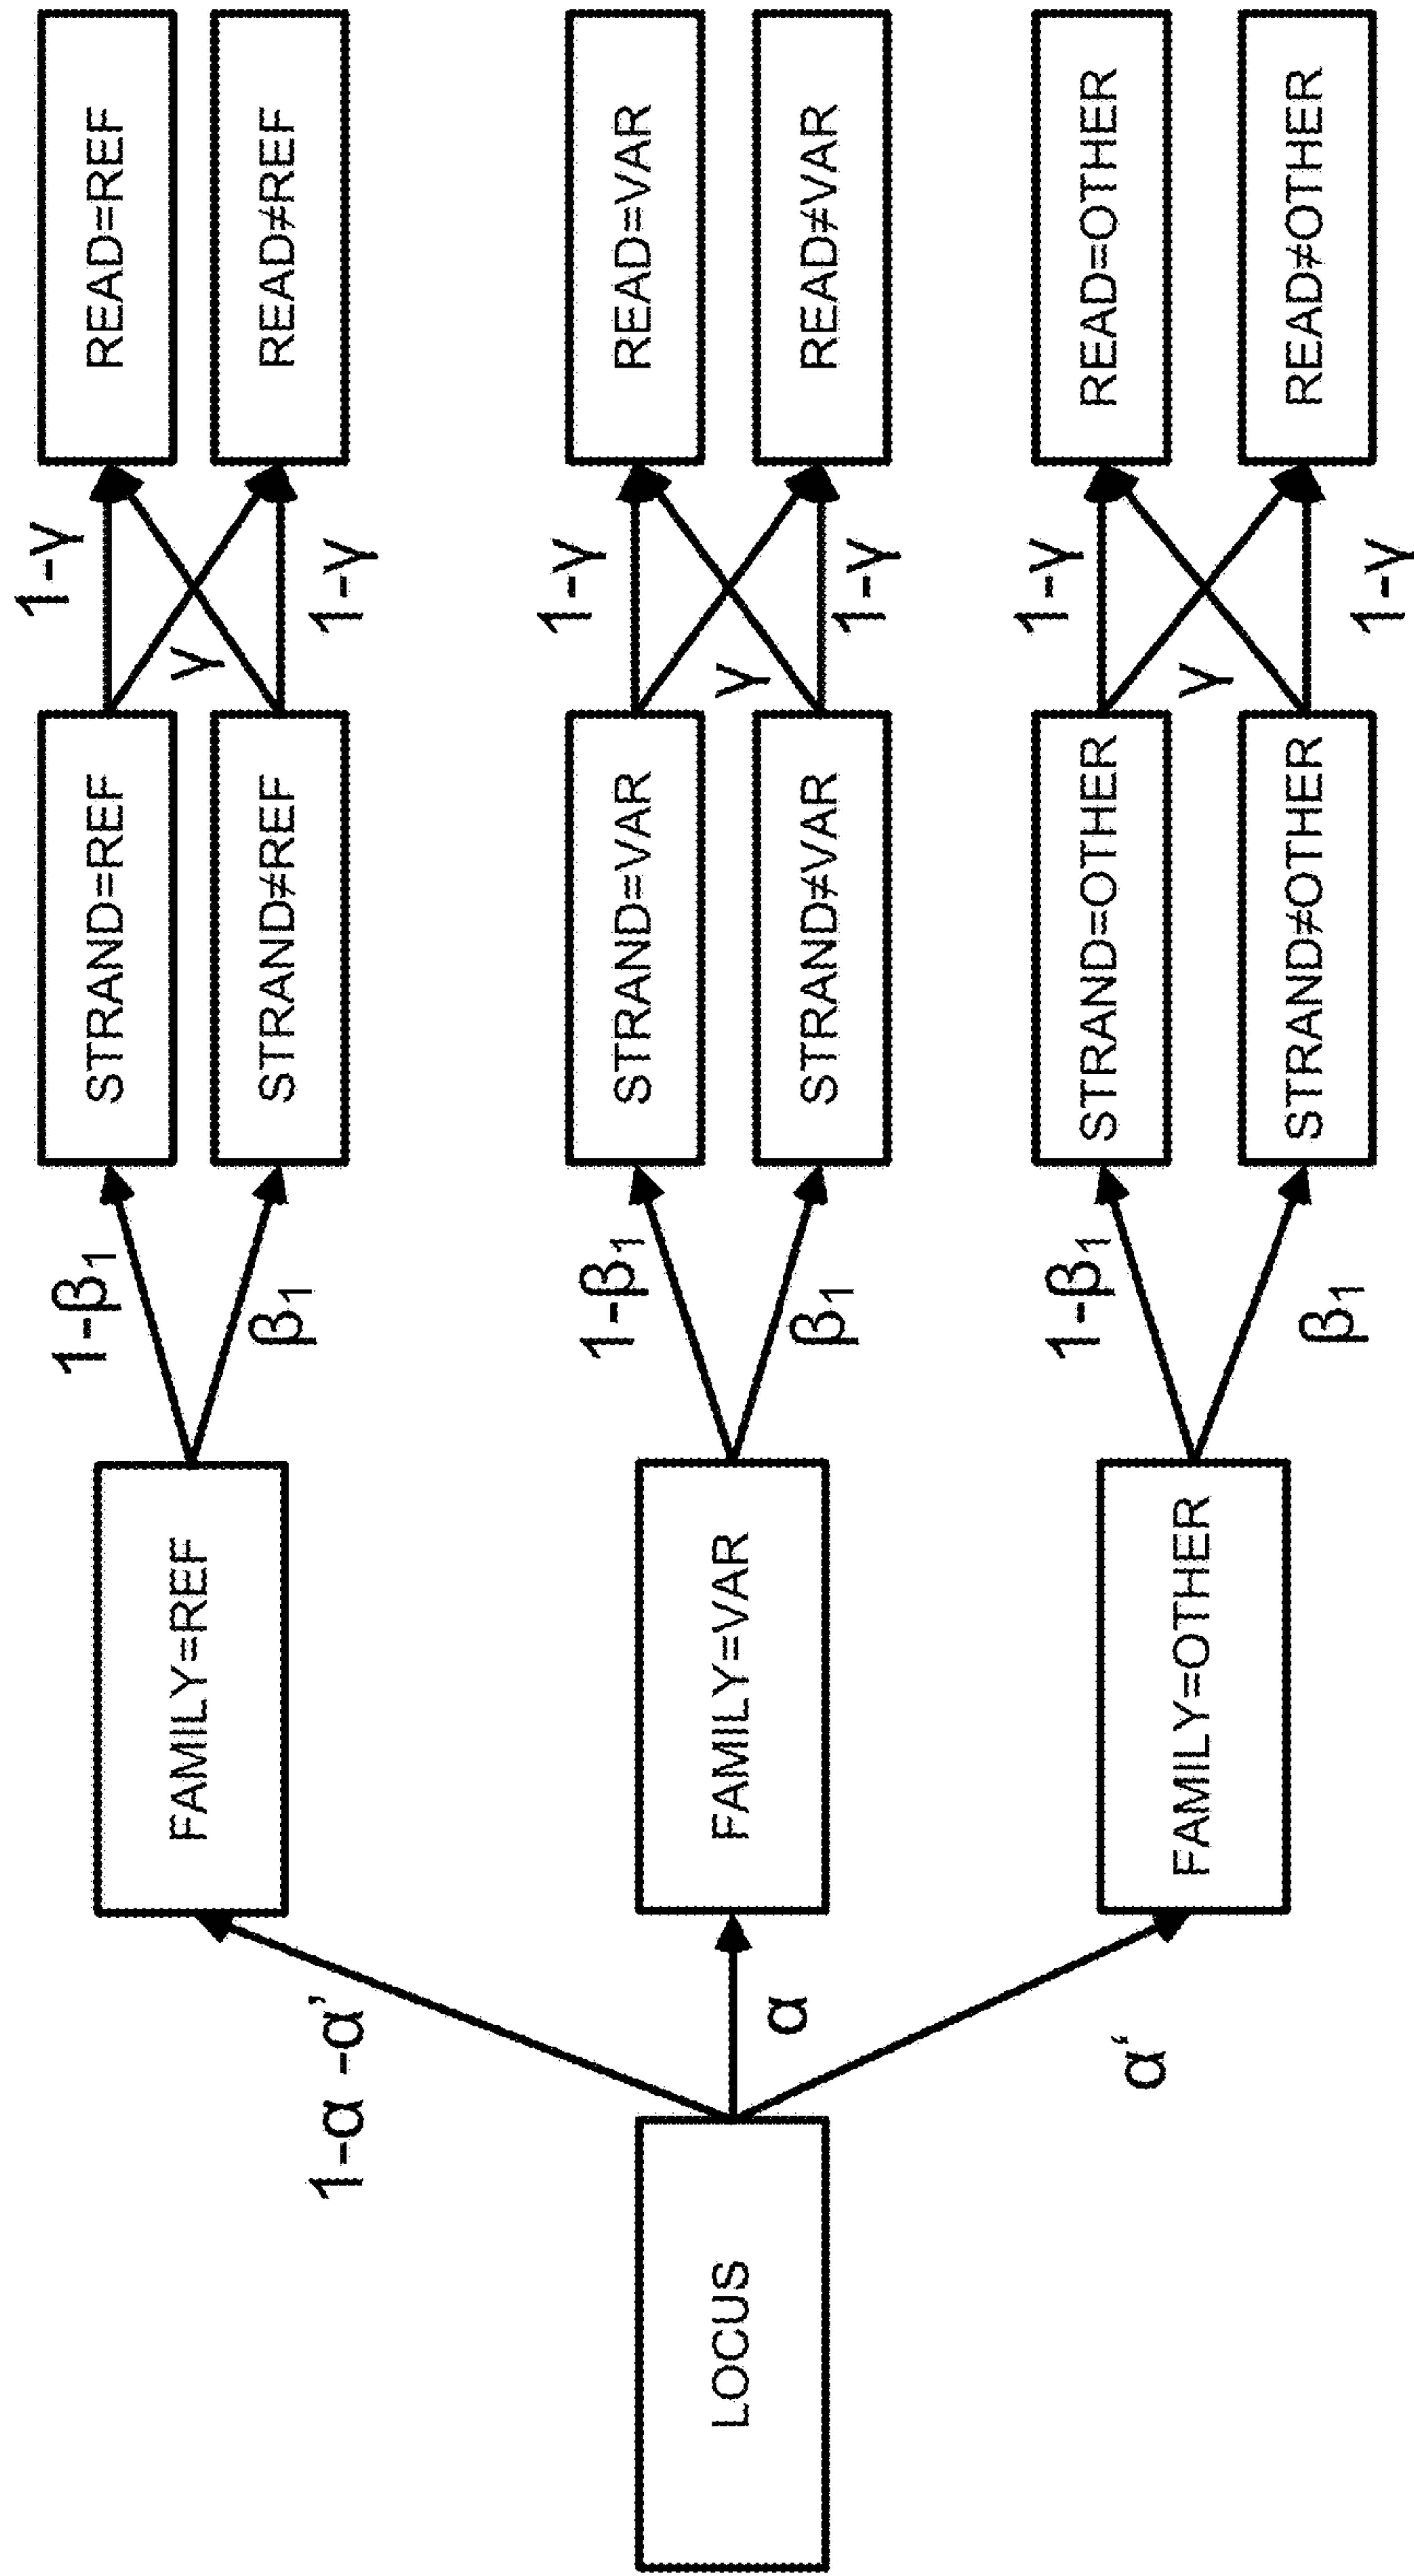 LOCUS
1-α -α’
α
α‘
FAMILY=REF
FAMILY=VAR
FAMILY=OTHER
1-β₁
β₁
1-β₁
β₁
1-β₁
β₁
STRAND=REF
STRAND≠REF
STRAND=VAR
STRAND≠VAR
STRAND=OTHER
STRAND≠OTHER
1-γ
γ
1-γ
1-γ
γ
1-γ
1-γ
γ
1-γ
READ=REF
READ≠REF
READ=VAR
READ≠VAR
READ=OTHER
READ≠OTHER